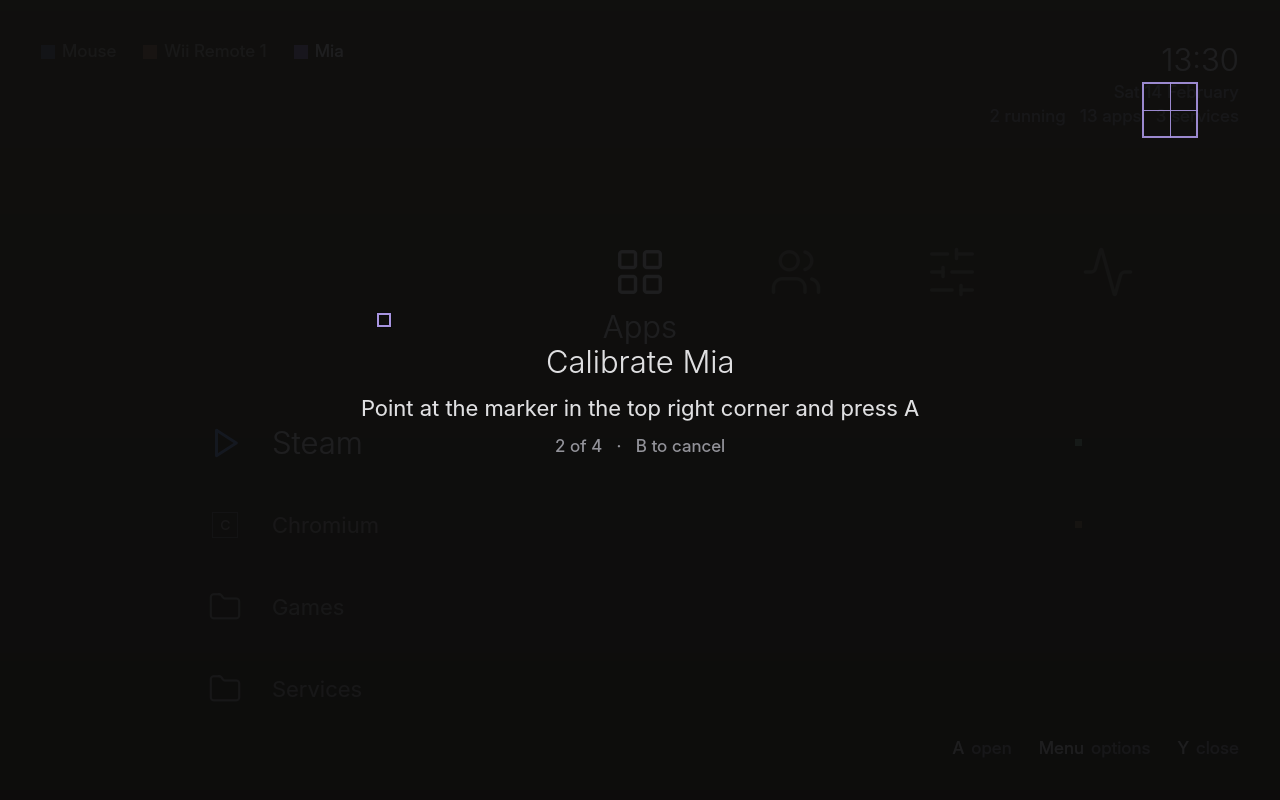 Mouse Wii Remote 1 Mia
13:30
Sat 14 February
2 running 13 apps 3 services
Apps
Calibrate Mia
Point at the marker in the top right corner and press A
2 of 4 · B to cancel
Steam
C Chromium
Games
Services
A open Menu options Y close